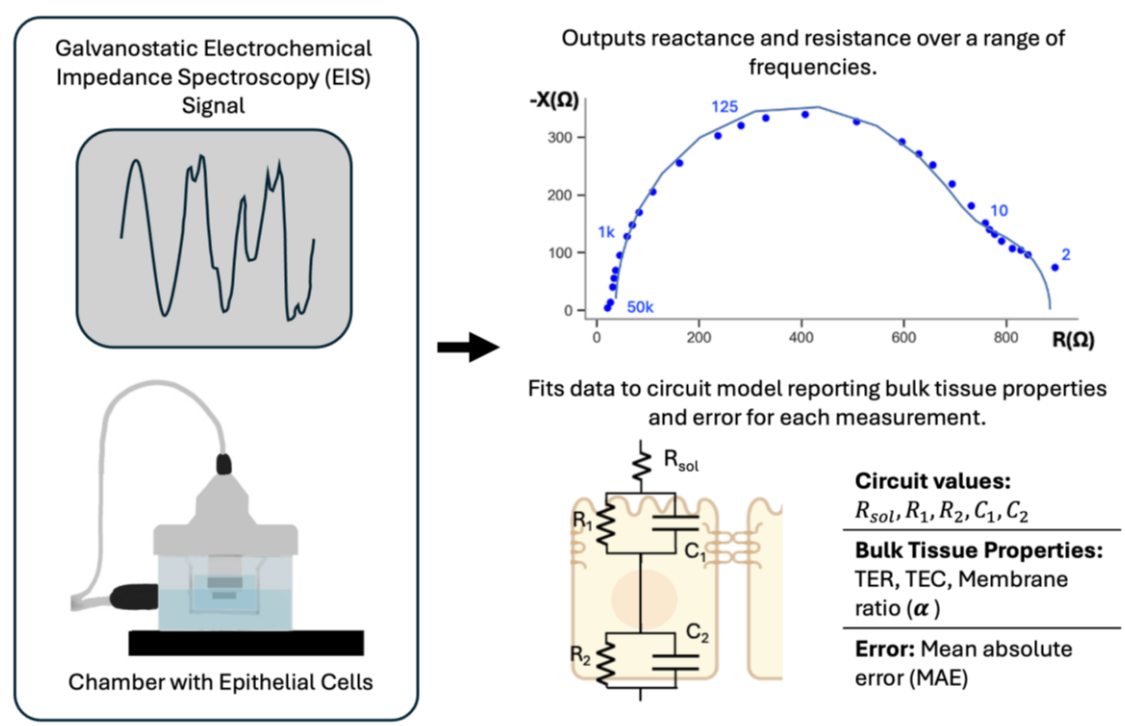 Galvanostatic Electrochemical
Impedance Spectroscopy (EIS)
Signal
Chamber with Epithelial Cells
Outputs reactance and resistance over a range of
frequencies.
-X(Ω)
300
200
100
0
125
1k
50k
10
2
0
200
400
600
800
R(Ω)
Fits data to circuit model reporting bulk tissue properties
and error for each measurement.
Rsol
R1
C1
C2
R2
Circuit values:
Rsol, R1, R2, C1, C2
Bulk Tissue Properties:
TER, TEC, Membrane
ratio (α)
Error: Mean absolute
error (MAE)